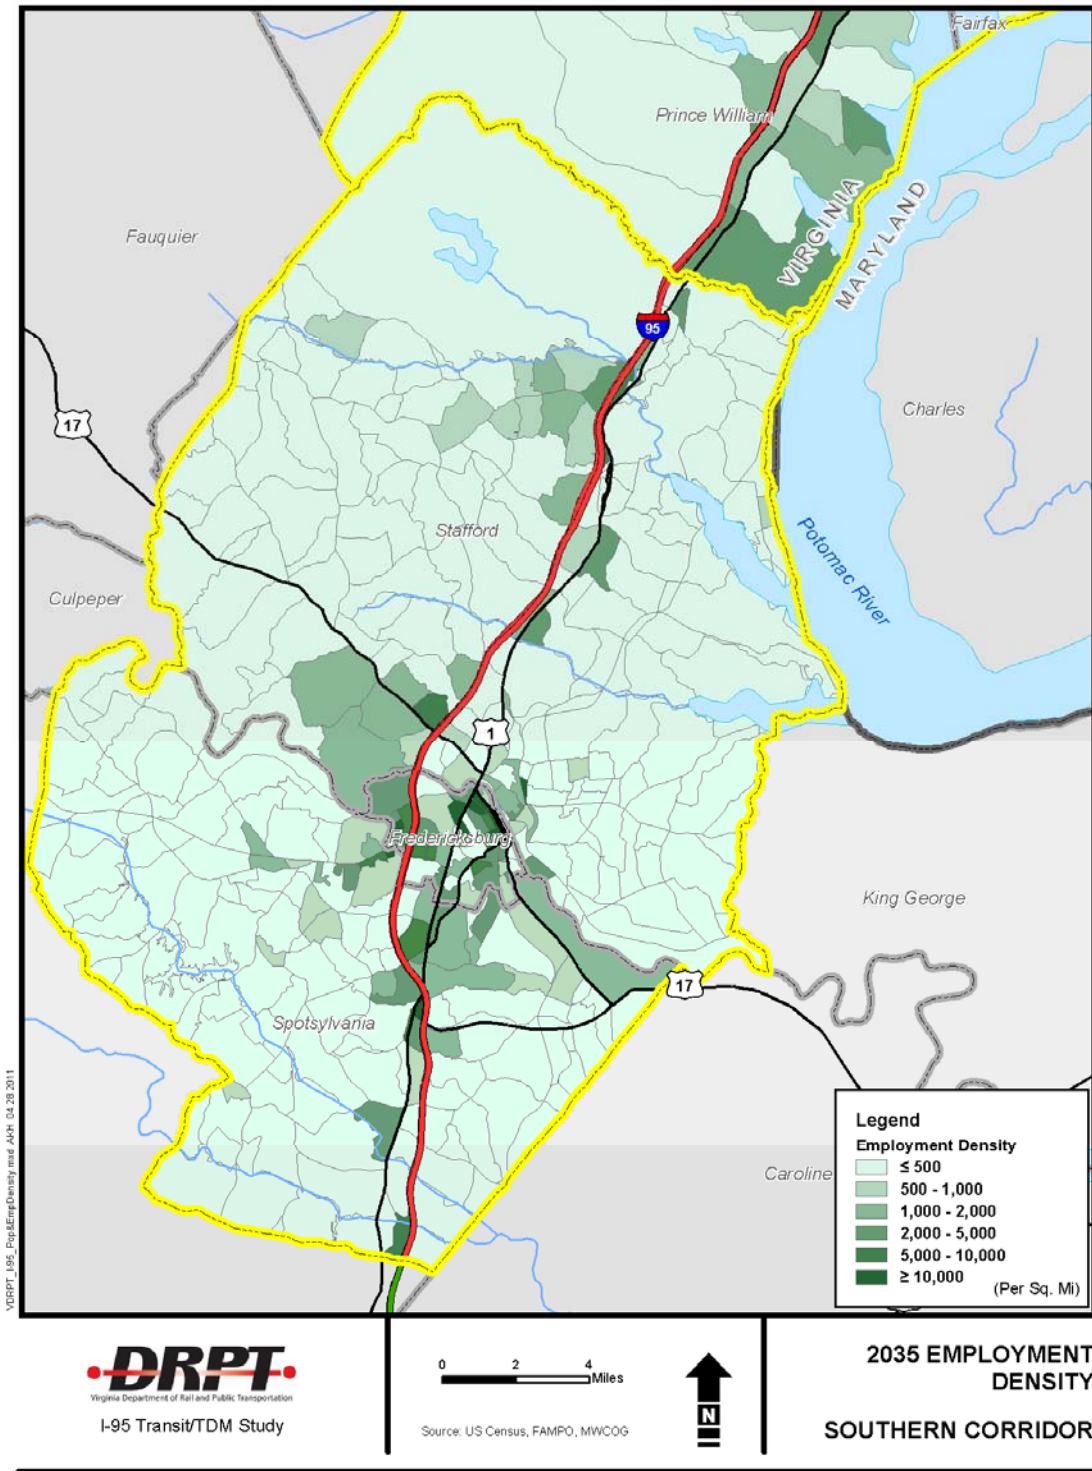 Fairfax
Prince William
VIRGINIA
MARYLAND
Fauquier
95
17
Charles
Stafford
Potomac River
Culpeper
1
Fredericksburg
King George
17
Spotsylvania
Caroline
VDRPT_I-95_Pop&EmpDensity.mxd AKH 04.28.2011
Legend
Employment Density
≤ 500
500 - 1,000
1,000 - 2,000
2,000 - 5,000
5,000 - 10,000
≥ 10,000
(Per Sq. Mi)
DRPT
Virginia Department of Rail and Public Transportation
I-95 Transit/TDM Study
0 2 4
Miles
Source: US Census, FAMPO, MWCOG
N
2035 EMPLOYMENT
DENSITY
SOUTHERN CORRIDOR